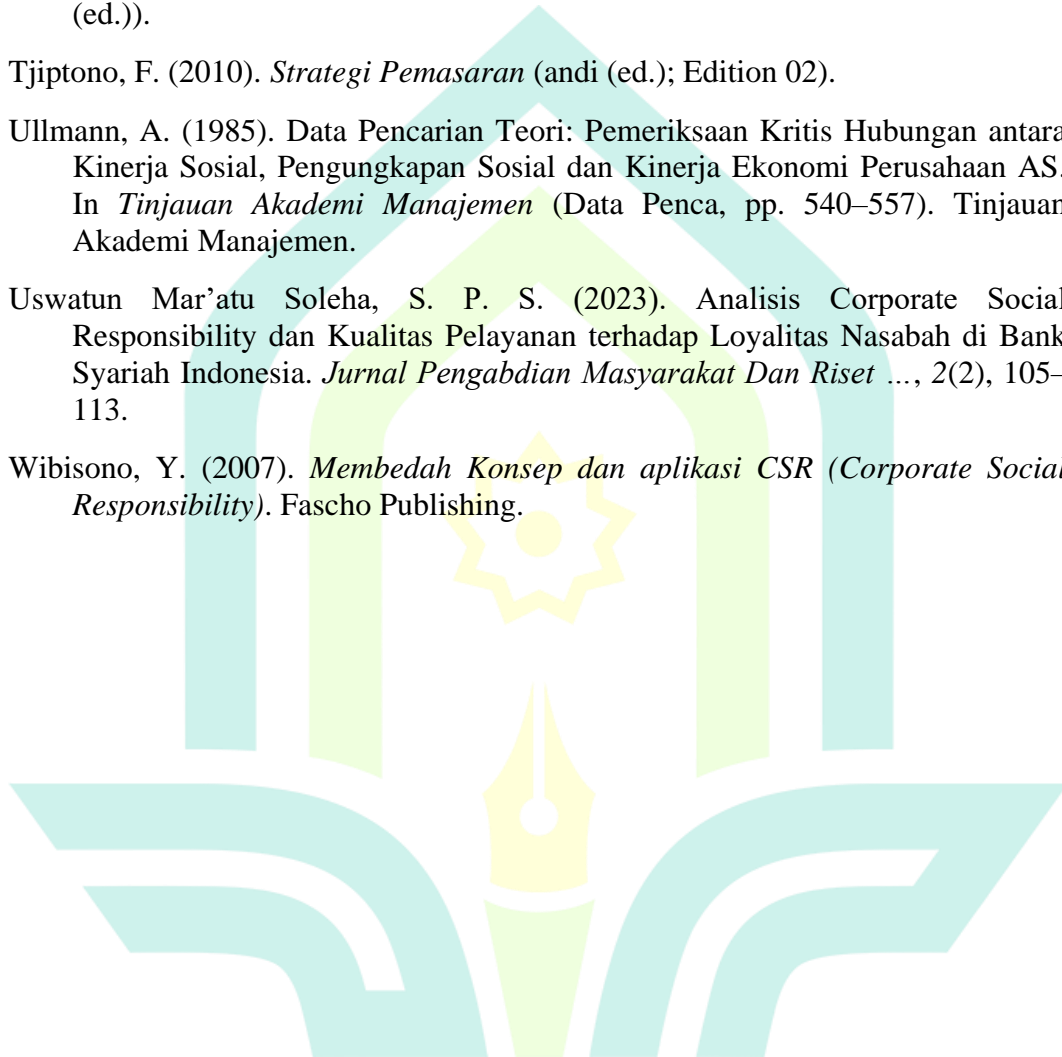 (ed.)).
Tjiptono, F. (2010). Strategi Pemasaran (andi (ed.); Edition 02).
Ullmann, A. (1985). Data Pencarian Teori: Pemeriksaan Kritis Hubungan antara
Kinerja Sosial, Pengungkapan Sosial dan Kinerja Ekonomi Perusahaan AS.
In Tinjauan Akademi Manajemen (Data Penca, pp. 540–557). Tinjauan
Akademi Manajemen.
Uswatun Mar’atu Soleha, S. P. S. (2023). Analisis Corporate Social
Responsibility dan Kualitas Pelayanan terhadap Loyalitas Nasabah di Bank
Syariah Indonesia. Jurnal Pengabdian Masyarakat Dan Riset ..., 2(2), 105–
113.
Wibisono, Y. (2007). Membedah Konsep dan aplikasi CSR (Corporate Social
Responsibility). Fascho Publishing.